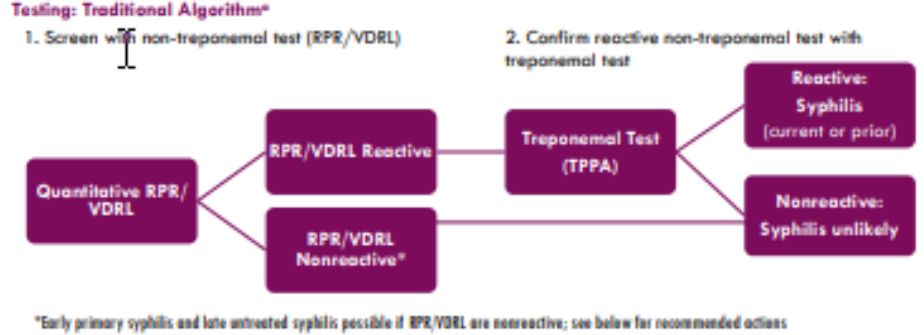 Testing: Traditional Algorithm*
1. Screen with non-treponemal test (RPR/VDRL)
2. Confirm reactive non-treponemal test with
treponemal test
Quantitative RPR/
VDRL
RPR/VDRL Reactive
RPR/VDRL
Nonreactive*
Treponemal Test
(TPPA)
Reactive:
Syphilis
(current or prior)
Nonreactive:
Syphilis unlikely
*Early primary syphilis and late untreated syphilis possible if RPR/VDRL are nonreactive; see below for recommended actions